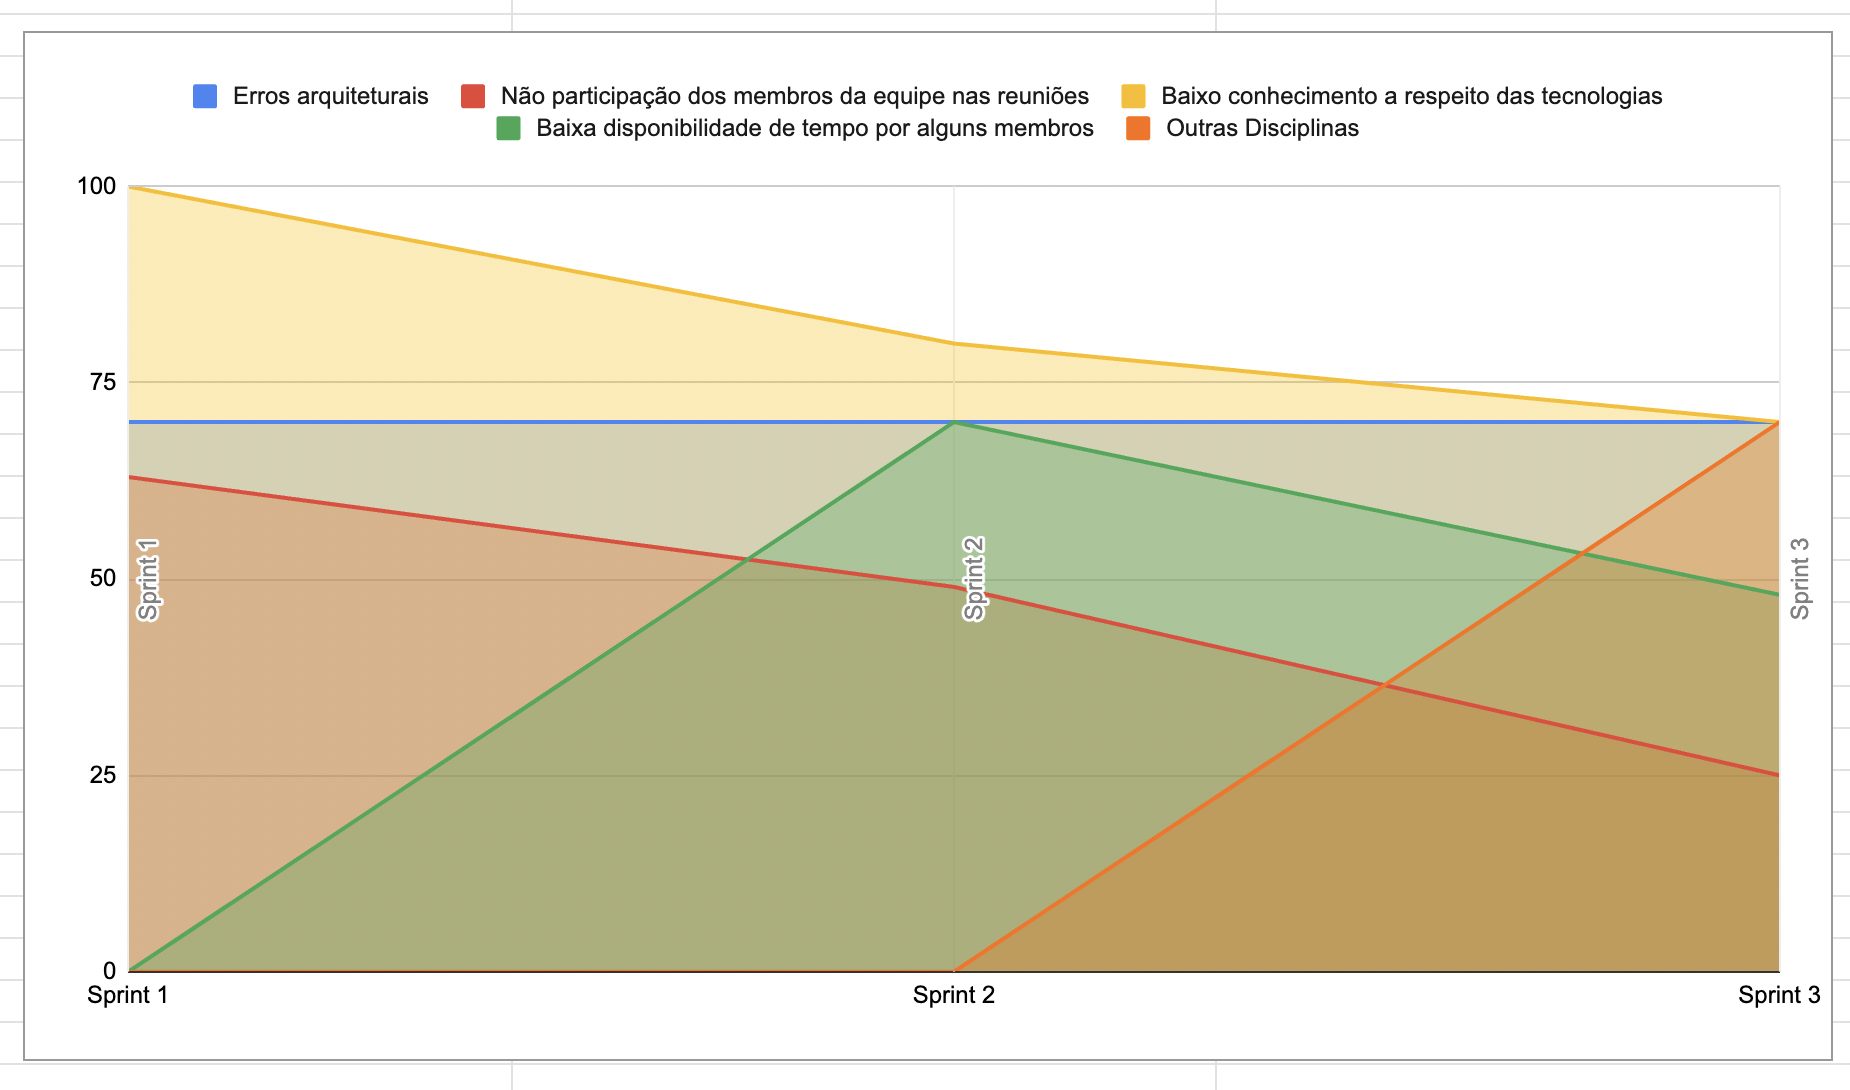 Erros arquiteturais Não participação dos membros da equipe nas reuniões Baixo conhecimento a respeito das tecnologias
Baixa disponibilidade de tempo por alguns membros Outras Disciplinas
100
75
50
25
0
Sprint 1
Sprint 2
Sprint 3
Sprint 1 Sprint 2 Sprint 3